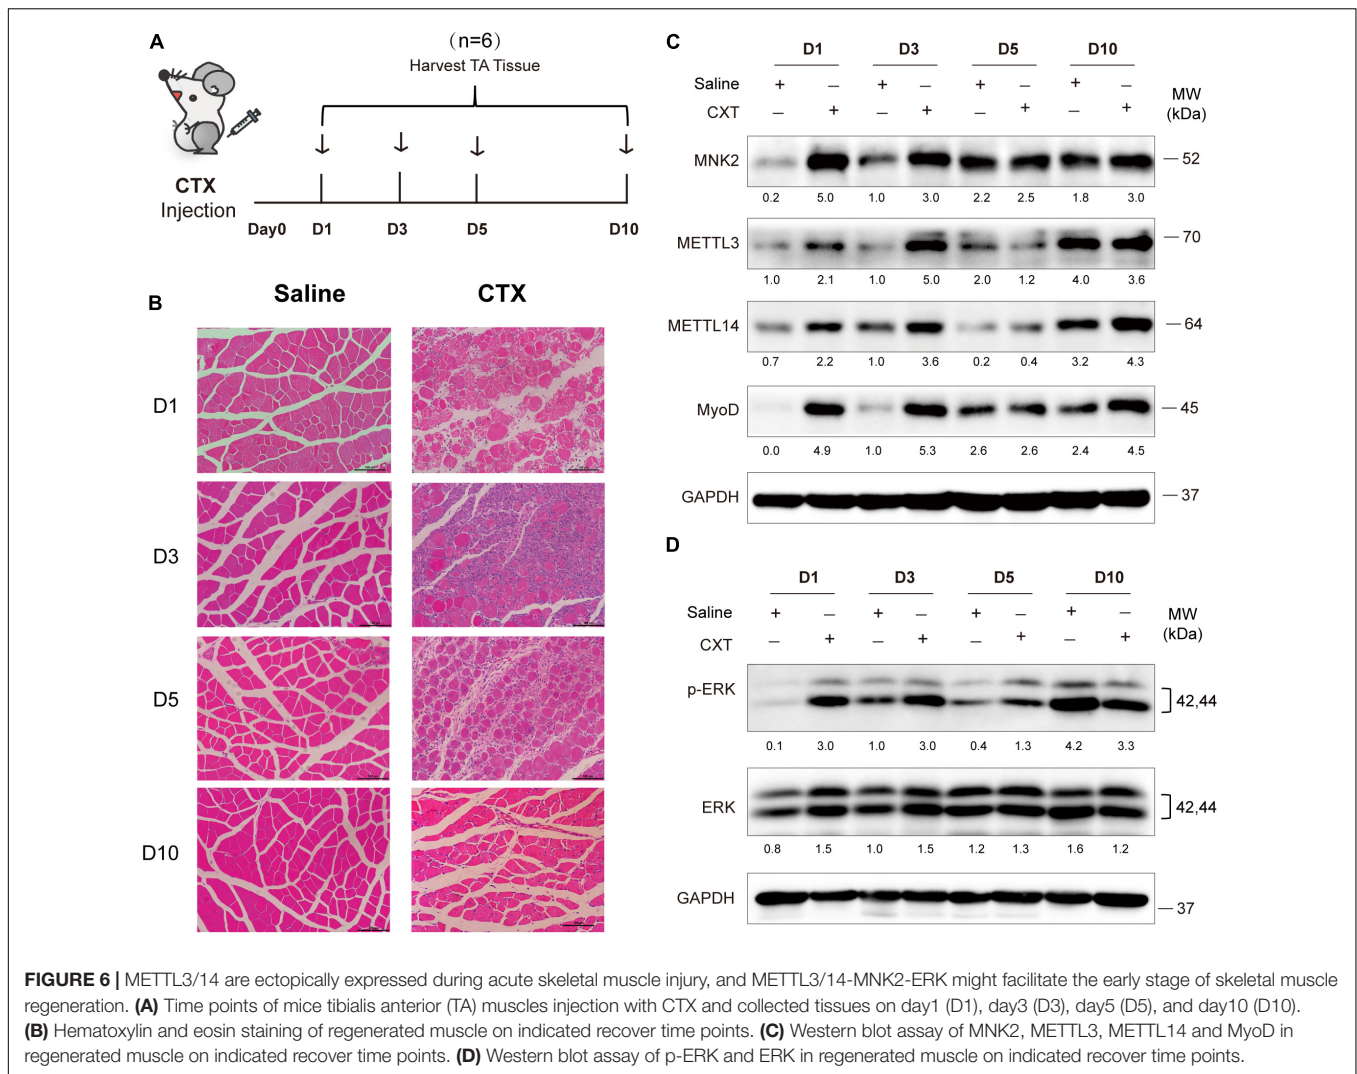 A
(n=6)
Harvest TA Tissue
CTX
Injection
Day0 D1 D3 D5 D10
B
Saline CTX
D1
D3
D5
D10
C
D1 D3 D5 D10
Saline + – + – + – + –
CXT – + – + – + – +
MW
(kDa)
MNK2 52
0.2 5.0 1.0 3.0 2.2 2.5 1.8 3.0
METTL3 70
1.0 2.1 1.0 5.0 2.0 1.2 4.0 3.6
METTL14 64
0.7 2.2 1.0 3.6 0.2 0.4 3.2 4.3
MyoD 45
0.0 4.9 1.0 5.3 2.6 2.6 2.4 4.5
GAPDH 37
D
D1 D3 D5 D10
Saline + – + – + – + –
CXT – + – + – + – +
MW
(kDa)
p-ERK 42,44
0.1 3.0 1.0 3.0 0.4 1.3 4.2 3.3
ERK 42,44
0.8 1.5 1.0 1.5 1.2 1.3 1.6 1.2
GAPDH 37
FIGURE 6 | METTL3/14 are ectopically expressed during acute skeletal muscle injury, and METTL3/14-MNK2-ERK might facilitate the early stage of skeletal muscle
regeneration. (A) Time points of mice tibialis anterior (TA) muscles injection with CTX and collected tissues on day1 (D1), day3 (D3), day5 (D5), and day10 (D10).
(B) Hematoxylin and eosin staining of regenerated muscle on indicated recover time points. (C) Western blot assay of MNK2, METTL3, METTL14 and MyoD in
regenerated muscle on indicated recover time points. (D) Western blot assay of p-ERK and ERK in regenerated muscle on indicated recover time points.